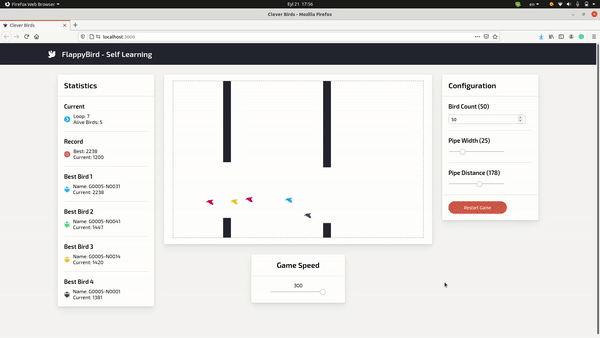 Firefox Web Browser
Eyl 21 17:56
en
Clever Birds - Mozilla Firefox
Clever Birds
localhost:3000
FlappyBird - Self Learning
Statistics
Current
Loop: 7
Alive Birds: 5
Record
Best: 2238
Current: 1200
Best Bird 1
Name: G0005-N0031
Current: 2238
Best Bird 2
Name: G0005-N0041
Current: 1447
Best Bird 3
Name: G0005-N0014
Current: 1420
Best Bird 4
Name: G0005-N0001
Current: 1381
Game Speed
300
Configuration
Bird Count (50)
50
Pipe Width (25)
Pipe Distance (178)
Restart Game